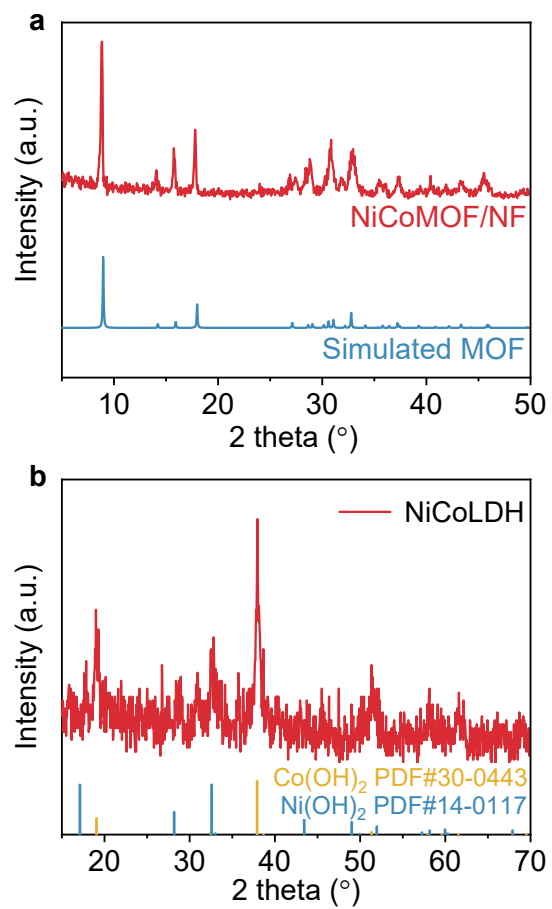 a
Intensity (a.u.)
NiCoMOF/NF
Simulated MOF
10 20 30 40 50
2 theta (°)
b
Intensity (a.u.)
NiCoLDH
Co(OH)₂ PDF#30-0443
Ni(OH)₂ PDF#14-0117
20 30 40 50 60 70
2 theta (°)